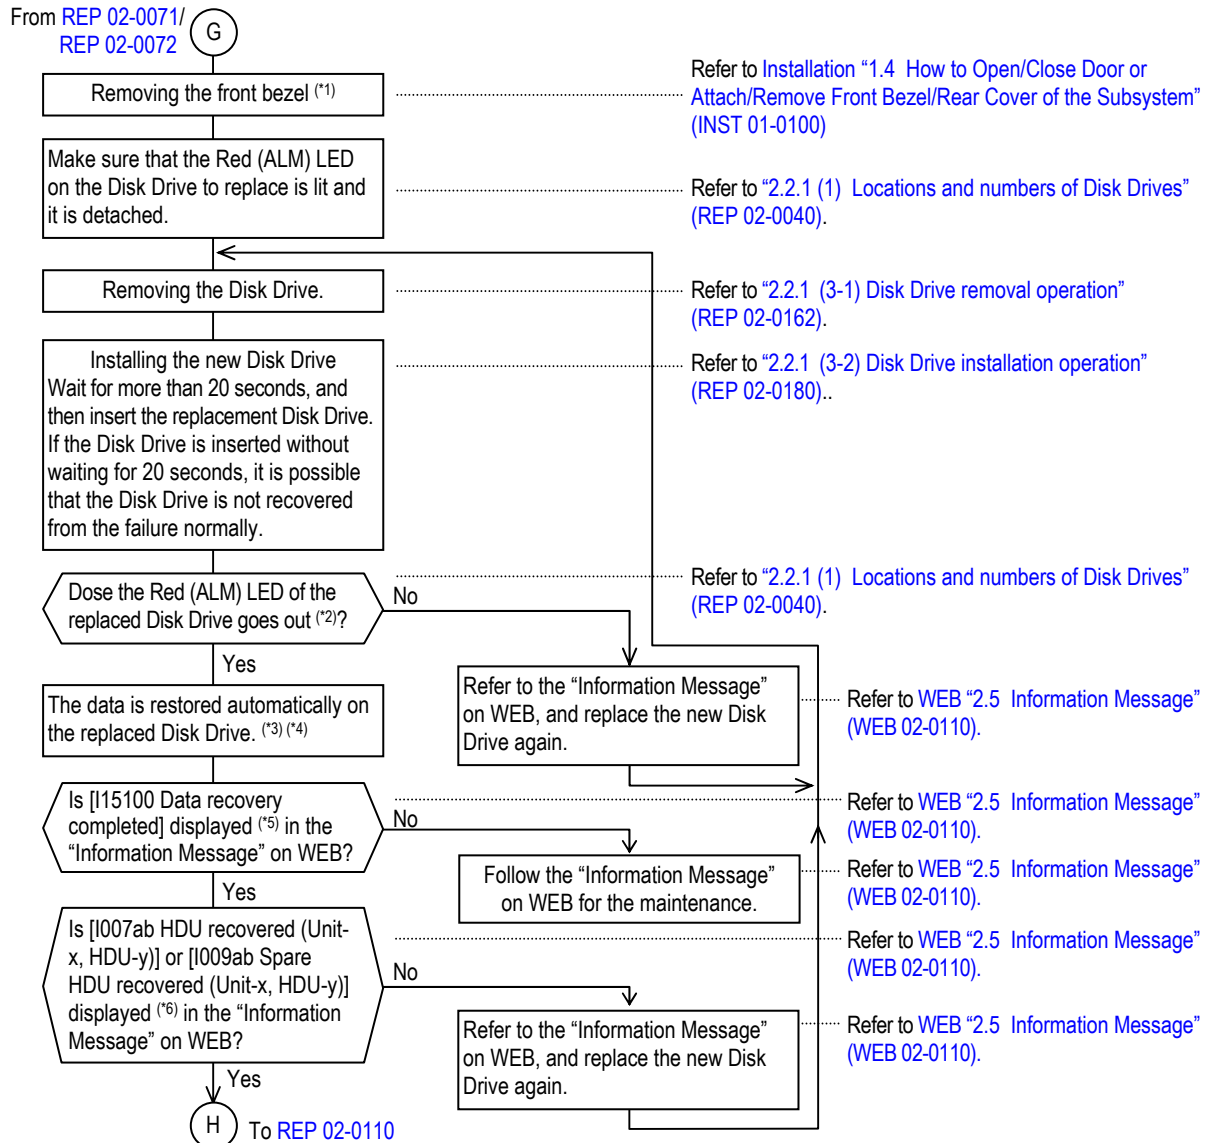 From REP 02-0071/
REP 02-0072
G
Removing the front bezel (*1)
Refer to Installation “1.4 How to Open/Close Door or
Attach/Remove Front Bezel/Rear Cover of the Subsystem”
(INST 01-0100)
Make sure that the Red (ALM) LED
on the Disk Drive to replace is lit and
it is detached.
Refer to “2.2.1 (1) Locations and numbers of Disk Drives”
(REP 02-0040).
Removing the Disk Drive.
Refer to “2.2.1 (3-1) Disk Drive removal operation”
(REP 02-0162).
Installing the new Disk Drive
Wait for more than 20 seconds, and
then insert the replacement Disk Drive.
If the Disk Drive is inserted without
waiting for 20 seconds, it is possible
that the Disk Drive is not recovered
from the failure normally.
Refer to “2.2.1 (3-2) Disk Drive installation operation”
(REP 02-0180)..
Dose the Red (ALM) LED of the
replaced Disk Drive goes out (*2)?
No
Refer to “2.2.1 (1) Locations and numbers of Disk Drives”
(REP 02-0040).
Yes
Refer to the “Information Message”
on WEB, and replace the new Disk
Drive again.
Refer to WEB “2.5 Information Message”
(WEB 02-0110).
The data is restored automatically on
the replaced Disk Drive. (*3) (*4)
Is [I15100 Data recovery
completed] displayed (*5) in the
“Information Message” on WEB?
No
Refer to WEB “2.5 Information Message”
(WEB 02-0110).
Follow the “Information Message”
on WEB for the maintenance.
Refer to WEB “2.5 Information Message”
(WEB 02-0110).
Yes
Is [I007ab HDU recovered (Unit-
x, HDU-y)] or [I009ab Spare
HDU recovered (Unit-x, HDU-y)]
displayed (*6) in the “Information
Message” on WEB?
No
Refer to WEB “2.5 Information Message”
(WEB 02-0110).
Refer to the “Information Message”
on WEB, and replace the new Disk
Drive again.
Refer to WEB “2.5 Information Message”
(WEB 02-0110).
Yes
H
To REP 02-0110